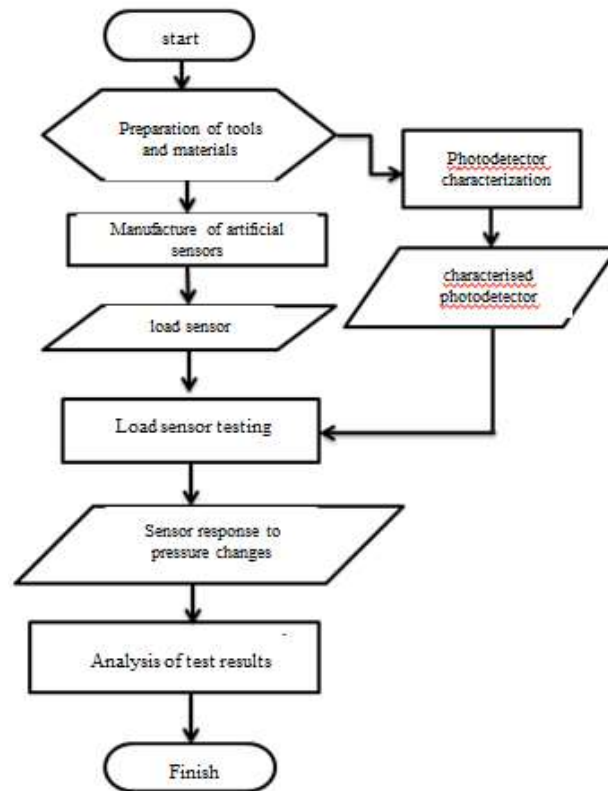 start
Preparation of tools
and materials
Photodetector
characterization
Manufacture of artificial
sensors
characterised
photodetector
load sensor
Load sensor testing
Sensor response to
pressure changes
Analysis of test results
Finish